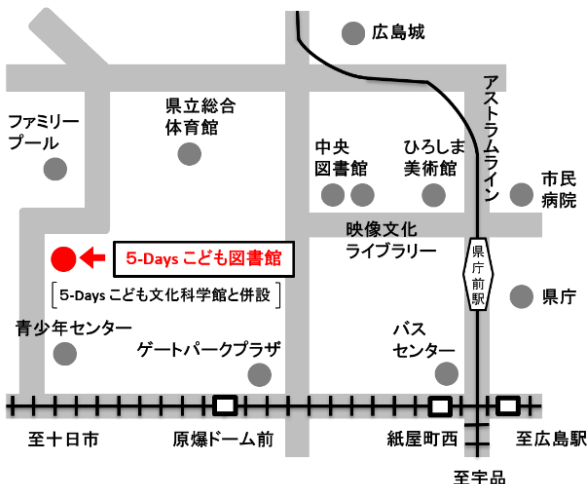 広島城
アストラムライン
県立総合
体育館
ファミリー
プール
中央
図書館
ひろしま
美術館
市民
病院
映像文化
ライブラリー
5-Days こども図書館
[5-Days こども文化科学館と併設]
県庁前駅
県庁
青少年センター
ゲートパークプラザ
バス
センター
至十日市
原爆ドーム前
紙屋町西
至広島駅
至宇品